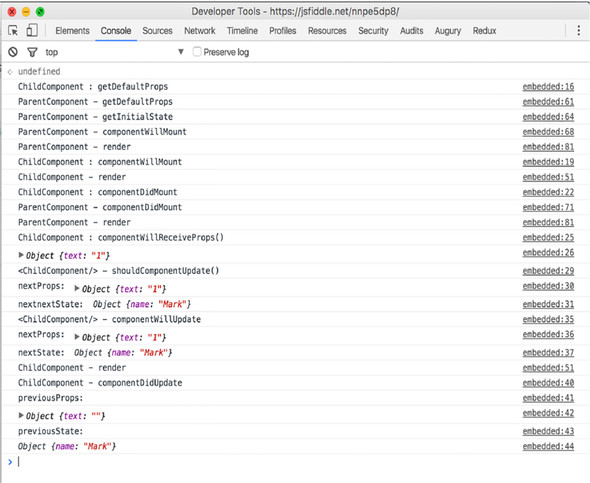 Developer Tools - https://jsfiddle.net/nnpe5dp8/
Elements Console Sources Network Timeline Profiles Resources Security Audits Augury Redux
top Preserve log
undefined
ChildComponent : getDefaultProps embedded:16
ParentComponent - getDefaultProps embedded:61
ParentComponent - getInitialState embedded:64
ParentComponent - componentWillMount embedded:68
ParentComponent - render embedded:81
ChildComponent : componentWillMount embedded:19
ChildComponent - render embedded:51
ChildComponent : componentDidMount embedded:22
ParentComponent - componentDidMount embedded:71
ParentComponent - render embedded:81
ChildComponent : componentWillReceiveProps() embedded:25
Object {text: "1"} embedded:26
<ChildComponent/> - shouldComponentUpdate() embedded:29
nextProps: Object {text: "1"} embedded:30
nextnextState: Object {name: "Mark"} embedded:31
<ChildComponent/> - componentWillUpdate embedded:35
nextProps: Object {text: "1"} embedded:36
nextState: Object {name: "Mark"} embedded:37
ChildComponent - render embedded:51
ChildComponent - componentDidUpdate embedded:40
previousProps: embedded:41
Object {text: ""} embedded:42
previousState: embedded:43
Object {name: "Mark"} embedded:44